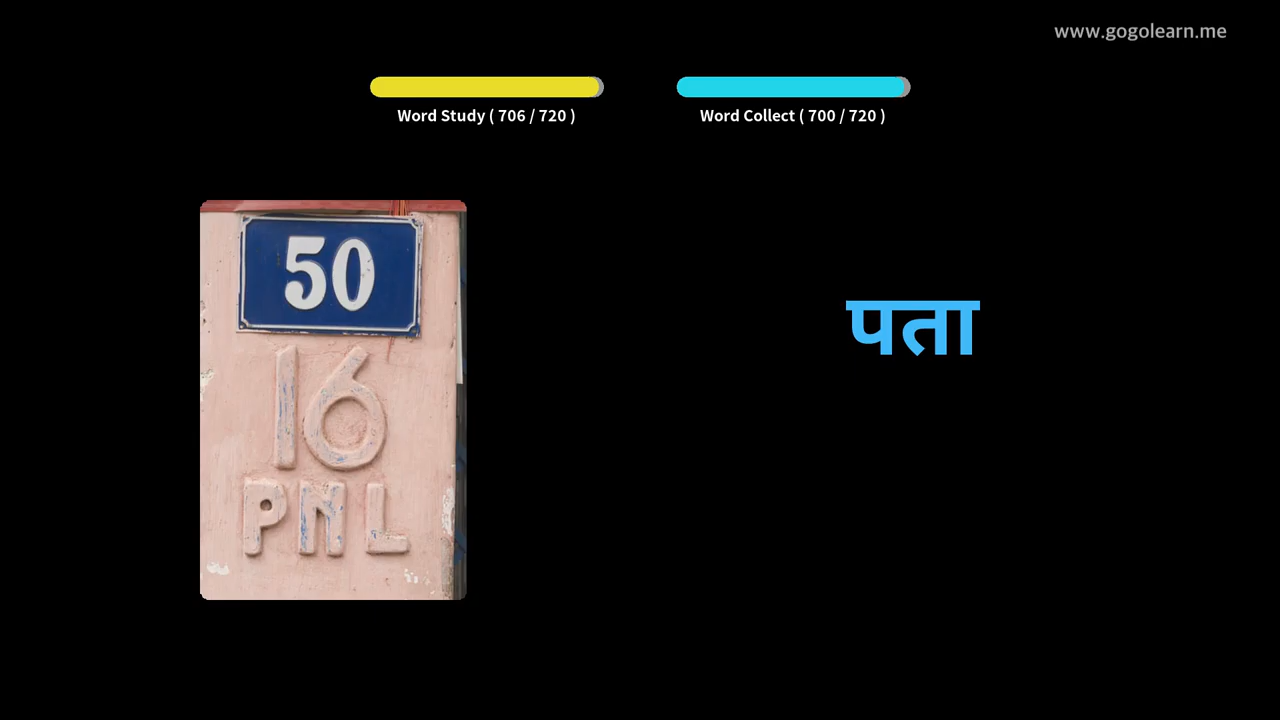 www.gogolearn.me
Word Study ( 706 / 720 )
Word Collect ( 700 / 720 )
50
16
PNL
पता